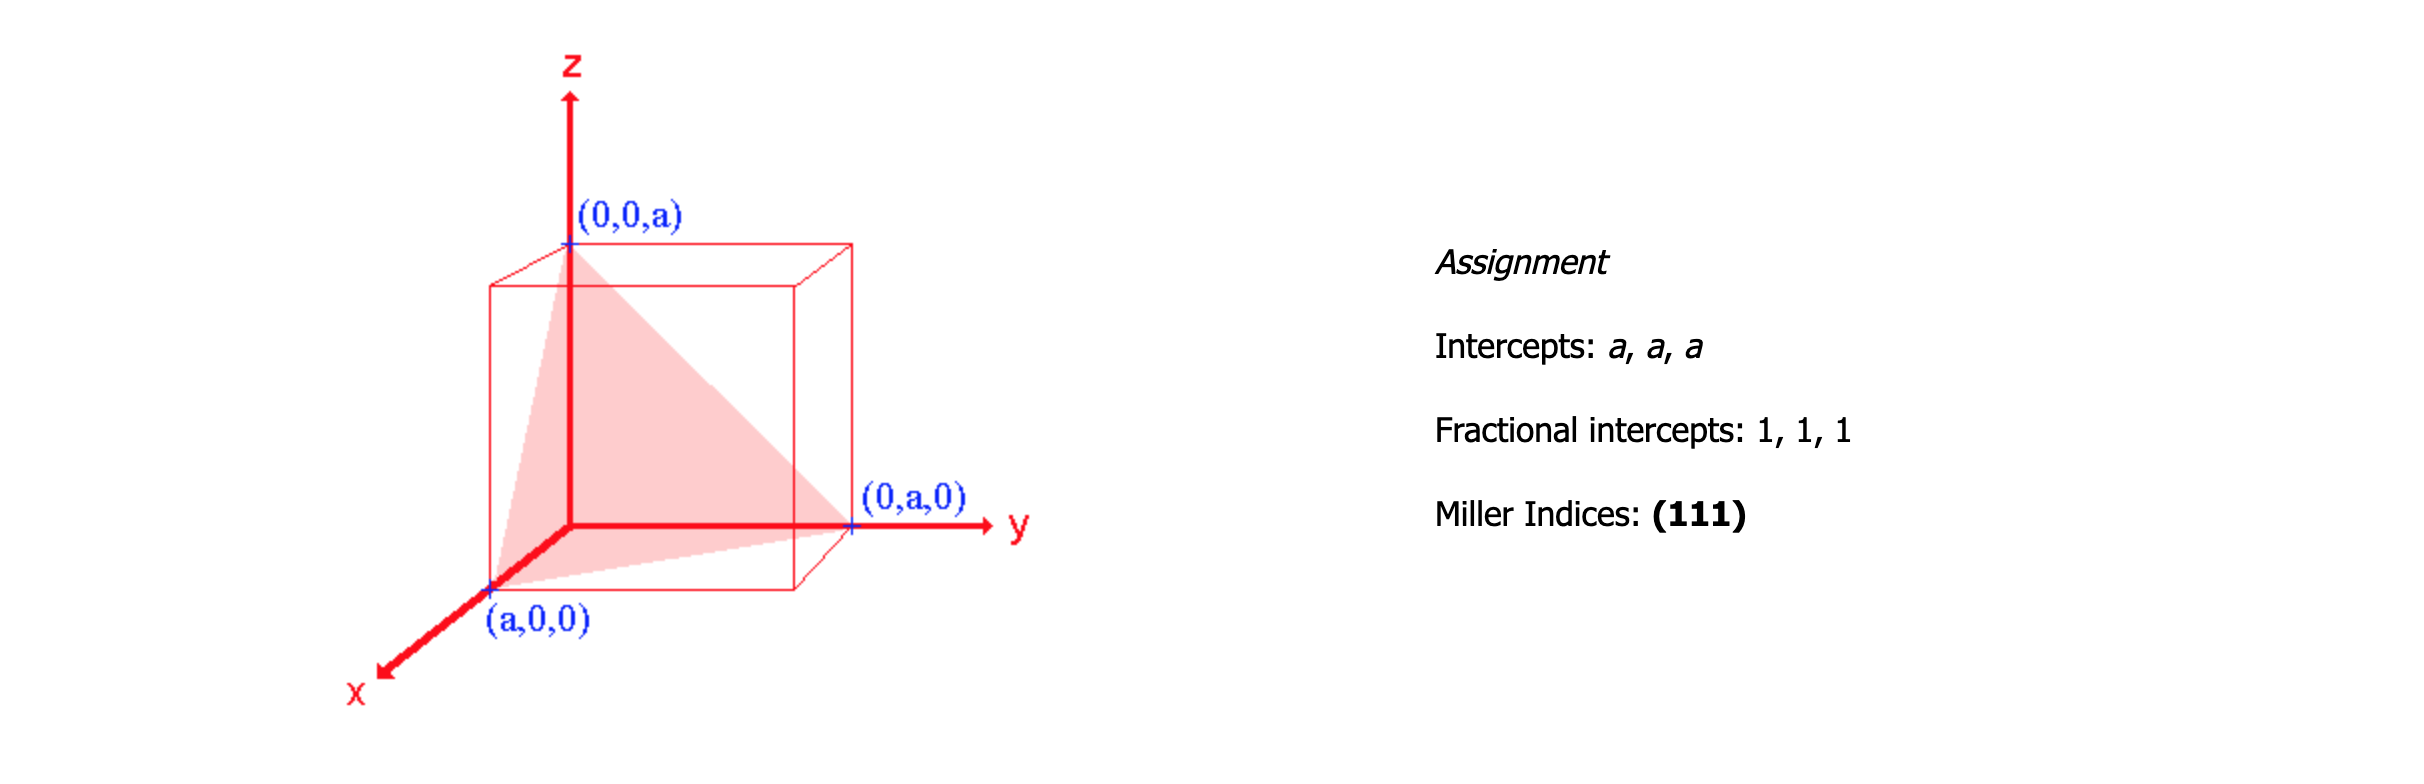 z
(0,0,a)
(0,a,0)
y
(a,0,0)
x
Assignment
Intercepts: a, a, a
Fractional intercepts: 1, 1, 1
Miller Indices: (111)